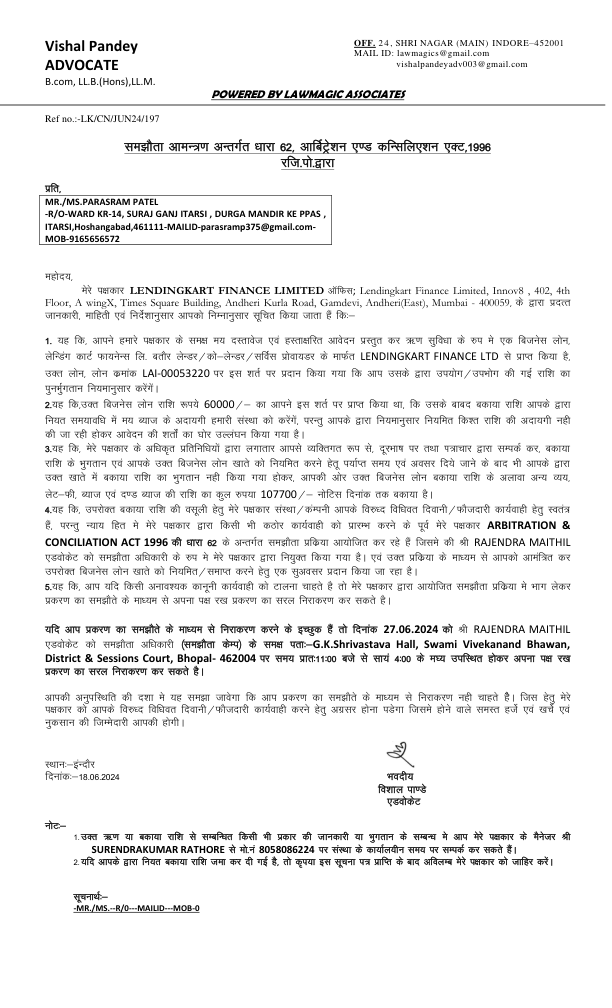 Vishal Pandey
ADVOCATE
B.com, LL.B.(Hons),LL.M.
OFF. 24, SHRI NAGAR (MAIN) INDORE–452001
MAIL ID: lawmagics@gmail.com
vishalpandeyadv003@gmail.com
POWERED BY LAWMAGIC ASSOCIATES
Ref no.:-LK/CN/JUN24/197
समझौता आमन्त्रण अन्तर्गत धारा 62, आर्बिट्रेशन एण्ड कन्सिलिएशन एक्ट,1996
रजि.पो.द्वारा
प्रति,
MR./MS.PARASRAM PATEL
-R/O-WARD KR-14, SURAJ GANJ ITARSI , DURGA MANDIR KE PPAS ,
ITARSI,Hoshangabad,461111-MAILID-parasramp375@gmail.com-
MOB-9165656572
महोदय,
मेरे पक्षकार LENDINGKART FINANCE LIMITED ऑफिस; Lendingkart Finance Limited, Innov8 , 402, 4th
Floor, A wingX, Times Square Building, Andheri Kurla Road, Gamdevi, Andheri(East), Mumbai - 400059, के द्वारा प्रदत्त
जानकारी, माहिती एवं निर्देशानुसार आपको निम्नानुसार सूचित किया जाता हैं कि:–
1. यह कि, आपने हमारे पक्षकार के समक्ष मय दस्तावेज एवं हस्ताक्षरित आवेदन प्रस्तुत कर ऋण सुविधा के रुप मे एक बिजनेस लोन,
लेन्डिंग कार्ट फायनेन्स लि. बतौर लेन्डर/को–लेन्डर/सर्विस प्रोवायडर के मार्फत LENDINGKART FINANCE LTD से प्राप्त किया है,
उक्त लोन, लोन क्रमांक LAI-00053220 पर इस शर्त पर प्रदान किया गया कि आप उसके द्वारा उपयोग/उपभोग की गई राशि का
पुनर्मुगतान नियमानुसार करेंगें।
2.यह कि,उक्त बिजनेस लोन राशि रूपये 60000/– का आपने इस शर्त पर प्राप्त किया था, कि उसके बाबद बकाया राशि आपके द्वारा
नियत समयावधि में मय ब्याज के अदायगी हमारी संस्था को करेंगें, परन्तु आपके द्वारा नियमानुसार नियमित किश्त राशि की अदायगी नही
की जा रही होकर आवेदन की शर्तों का घोर उल्लंघन किया गया है।
3.यह कि, मेरे पक्षकार के अधिकृत प्रतिनिधियों द्वारा लगातार आपसे व्यक्तिगत रूप से, दूरभाष पर तथा पत्राचार द्वारा सम्पर्क कर, बकाया
राशि के भुगतान एवं आपके उक्त बिजनेस लोन खाते को नियमित करने हेतू पर्याप्त समय एवं अवसर दिये जाने के बाद भी आपके द्वारा
उक्त खाते में बकाया राशि का भुगतान नही किया गया होकर, आपकी ओर उक्त बिजनेस लोन बकाया राशि के अलावा अन्य व्यय,
लेट–फी, ब्याज एवं दण्ड ब्याज की राशि का कुल रुपया 107700/– नोटिस दिनांक तक बकाया है।
4.यह कि, उपरोक्त बकाया राशि की वसूली हेतु मेरे पक्षकार संस्था/कंम्पनी आपके विरुध्द विधिवत दिवानी/फौजदारी कार्यवाही हेतु स्वतंत्र
हैं, परन्तु न्याय हित मे मेरे पक्षकार द्वारा किसी भी कठोर कार्यवाही को प्रारम्भ करने के पूर्व मेरे पक्षकार ARBITRATION &
CONCILIATION ACT 1996 की धारा 62 के अन्तर्गत समझौता प्रक्रिया आयोजित कर रहे हैं जिसमे की श्री RAJENDRA MAITHIL
एडवोकेट को समझौता अधिकारी के रुप मे मेरे पक्षकार द्वारा नियुक्त किया गया है। एवं उक्त प्रक्रिया के माध्यम से आपको आमंत्रित कर
उपरोक्त बिजनेस लोन खाते को नियमित/समाप्त करने हेतु एक सुअवसर प्रदान किया जा रहा है।
5.यह कि, आप यदि किसी अनावश्यक कानूनी कार्यवाही को टालना चाहते है तो मेरे पक्षकार द्वारा आयोजित समझौता प्रक्रिया मे भाग लेकर
प्रकरण का समझौते के माध्यम से अपना पक्ष रख प्रकरण का सरल निराकरण कर सकते है।
यदि आप प्रकरण का समझौते के माध्यम से निराकरण करने के इच्छुक हैं तो दिनांक 27.06.2024 को श्री RAJENDRA MAITHIL
एडवोकेट को समझौता अधिकारी (समझौता केम्प) के समक्ष पता:–G.K.Shrivastava Hall, Swami Vivekanand Bhawan,
District & Sessions Court, Bhopal- 462004 पर समय प्रातः11:00 बजे से सायं 4:00 के मघ्य उपस्थित होकर अपना पक्ष रख
प्रकरण का सरल निराकरण कर सकते है।
आपकी अनुपस्थिति की दशा मे यह समझा जावेगा कि आप प्रकरण का समझौते के माध्यम से निराकरण नही चाहते हैै। जिस हेतु मेरे
पक्षकार को आपके विरुध्द विधिवत दिवानी/फौजदारी कार्यवाही करने हेतु अग्रसर होना पडेगा जिसमे होने वाले समस्त हर्जे एवं खर्चे एवं
नुकसान की जिम्मेदारी आपकी होगी।
स्थानः–इंन्दौर
दिनांकः–18.06.2024
भवदीय
विशाल पाण्डे
एडवोकेट
नोटः–
1.उक्त ऋण या बकाया राशि से सम्बन्धित किसी भी प्रकार की जानकारी या भुगतान के सम्बन्ध मे आप मेरे पक्षकार के मैनेजर श्री
SURENDRAKUMAR RATHORE से मो.नं 8058086224 पर संस्था के कार्यालयीन समय पर सम्पर्क कर सकते हैं।
2.यदि आपके द्वारा नियत बकाया राशि जमा कर दी गई है, तो कृपया इस सूचना पत्र प्राप्ति के बाद अविलम्ब मेरे पक्षकार को जाहिर करें।
सूचनार्थः–
-MR./MS.--R/0---MAILID---MOB-0